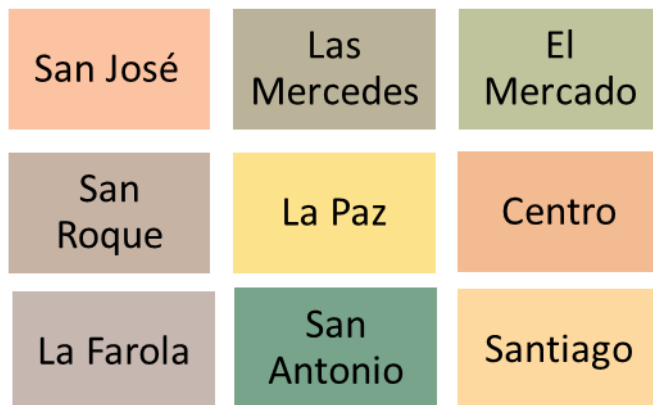 San José
Las
Mercedes
El
Mercado
San
Roque
La Paz
Centro
La Farola
San
Antonio
Santiago